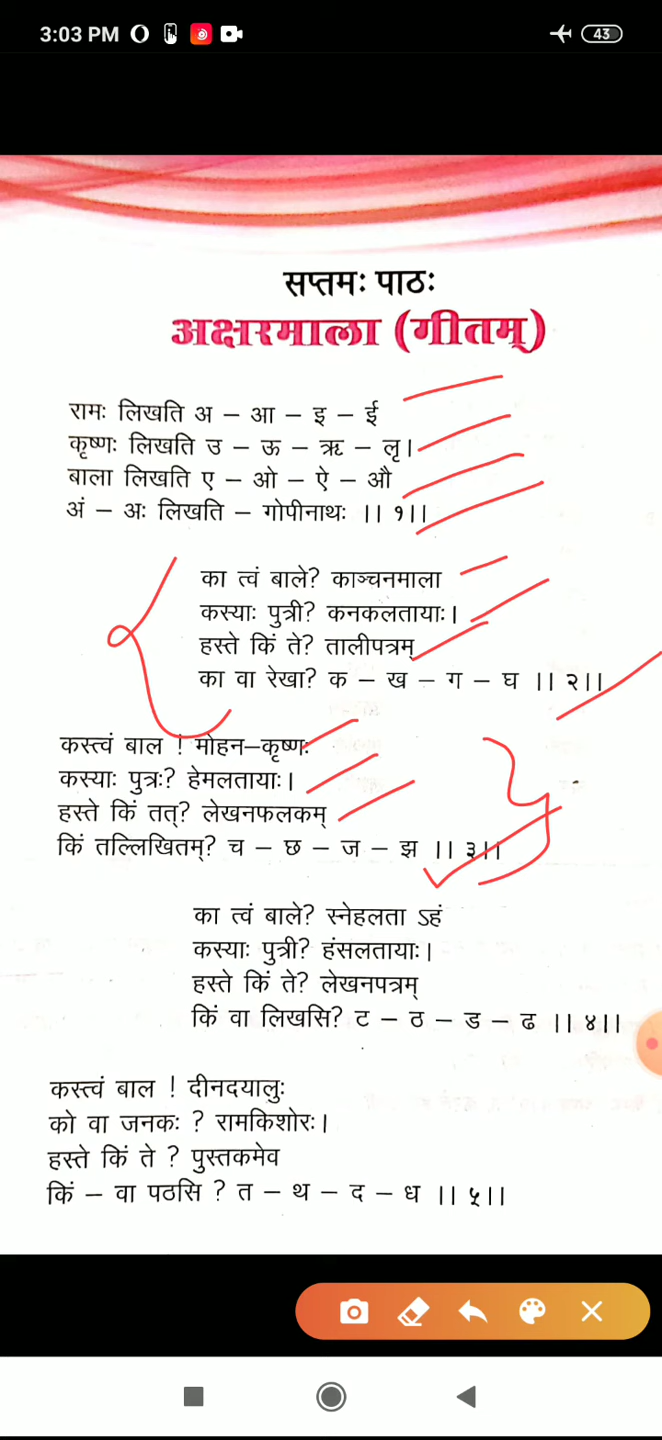 3:03 PM
43
सप्तमः पाठः
अक्षरमाला (गीतम्)
रामः लिखति अ – आ – इ – ई
कृष्णः लिखति उ – ऊ – ऋ – लृ।
बाला लिखति ए – ओ – ऐ – औ
अं – अः लिखति – गोपीनाथः ।। १।।
का त्वं बाले? काञ्चनमाला
कस्याः पुत्री? कनकलतायाः।
हस्ते किं ते? तालीपत्रम्
का वा रेखा? क – ख – ग – घ ।। २।।
कस्त्वं बाल ! मोहन–कृष्णः
कस्याः पुत्रः? हेमलतायाः।
हस्ते किं तत्? लेखनफलकम्
किं तल्लिखितम्? च – छ – ज – झ ।। ३।।
का त्वं बाले? स्नेहलता ऽहं
कस्याः पुत्री? हंसलतायाः।
हस्ते किं ते? लेखनपत्रम्
किं वा लिखसि? ट – ठ – ड – ढ ।। ४।।
कस्त्वं बाल ! दीनदयालुः
को वा जनकः ? रामकिशोरः।
हस्ते किं ते ? पुस्तकमेव
किं – वा पठसि ? त – थ – द – ध ।। ५।।